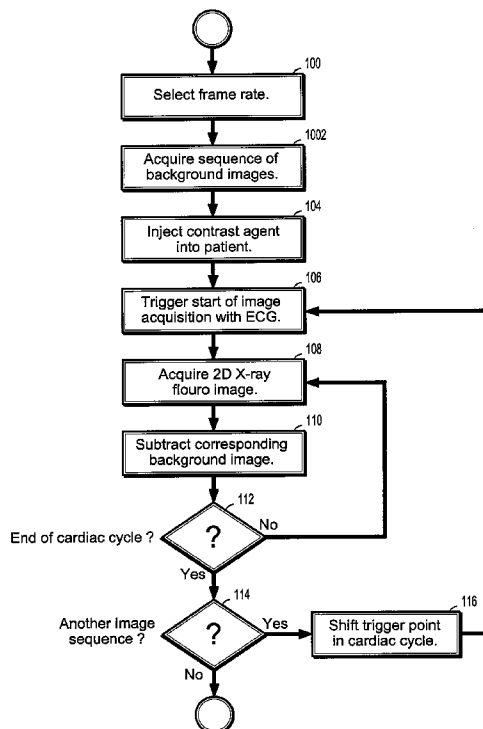 100
Select frame rate.
1002
Acquire sequence of
background images.
104
Inject contrast agent
into patient.
106
Trigger start of image
acquisition with ECG.
108
Acquire 2D X-ray
flouro image.
110
Subtract corresponding
background image.
112
End of cardiac cycle ?
?
No
Yes
114
Another image
sequence ?
?
Yes
116
Shift trigger point
in cardiac cycle.
No